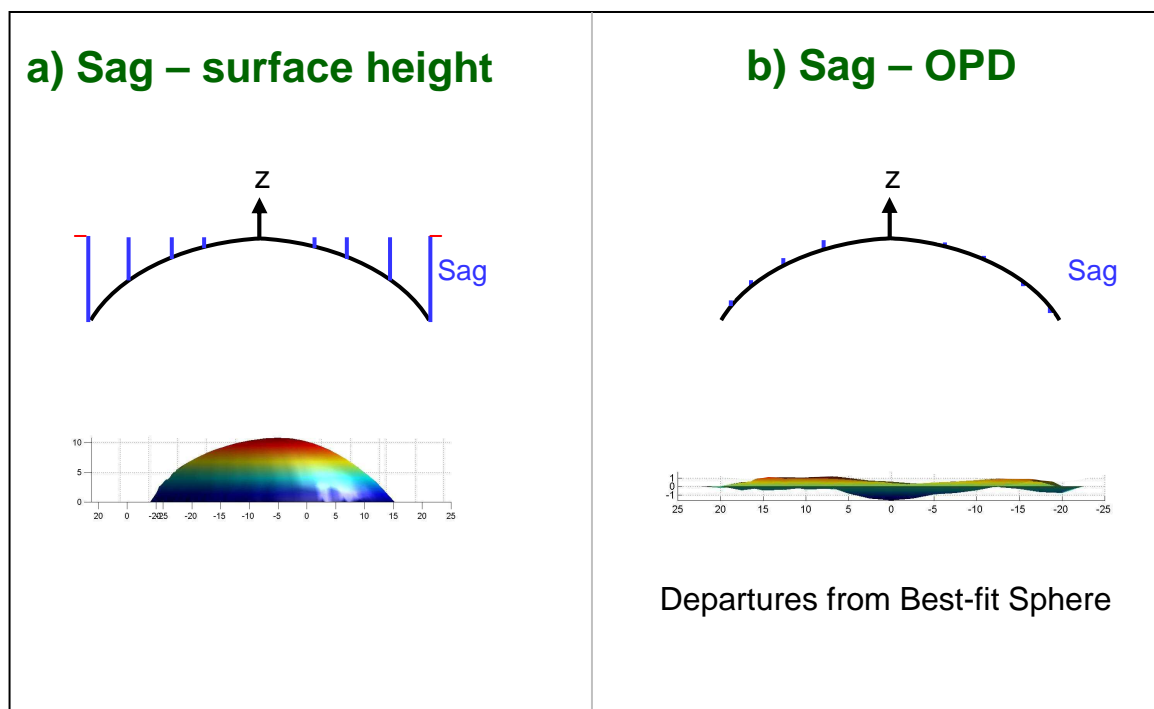 a) Sag – surface height
z
Sag
10
5
0
20 0 -20 -25 -20 -15 -10 -5 0 5 10 15 20 25
b) Sag – OPD
z
Sag
1
0
-1
25 20 15 10 5 0 -5 -10 -15 -20 -25
Departures from Best-fit Sphere